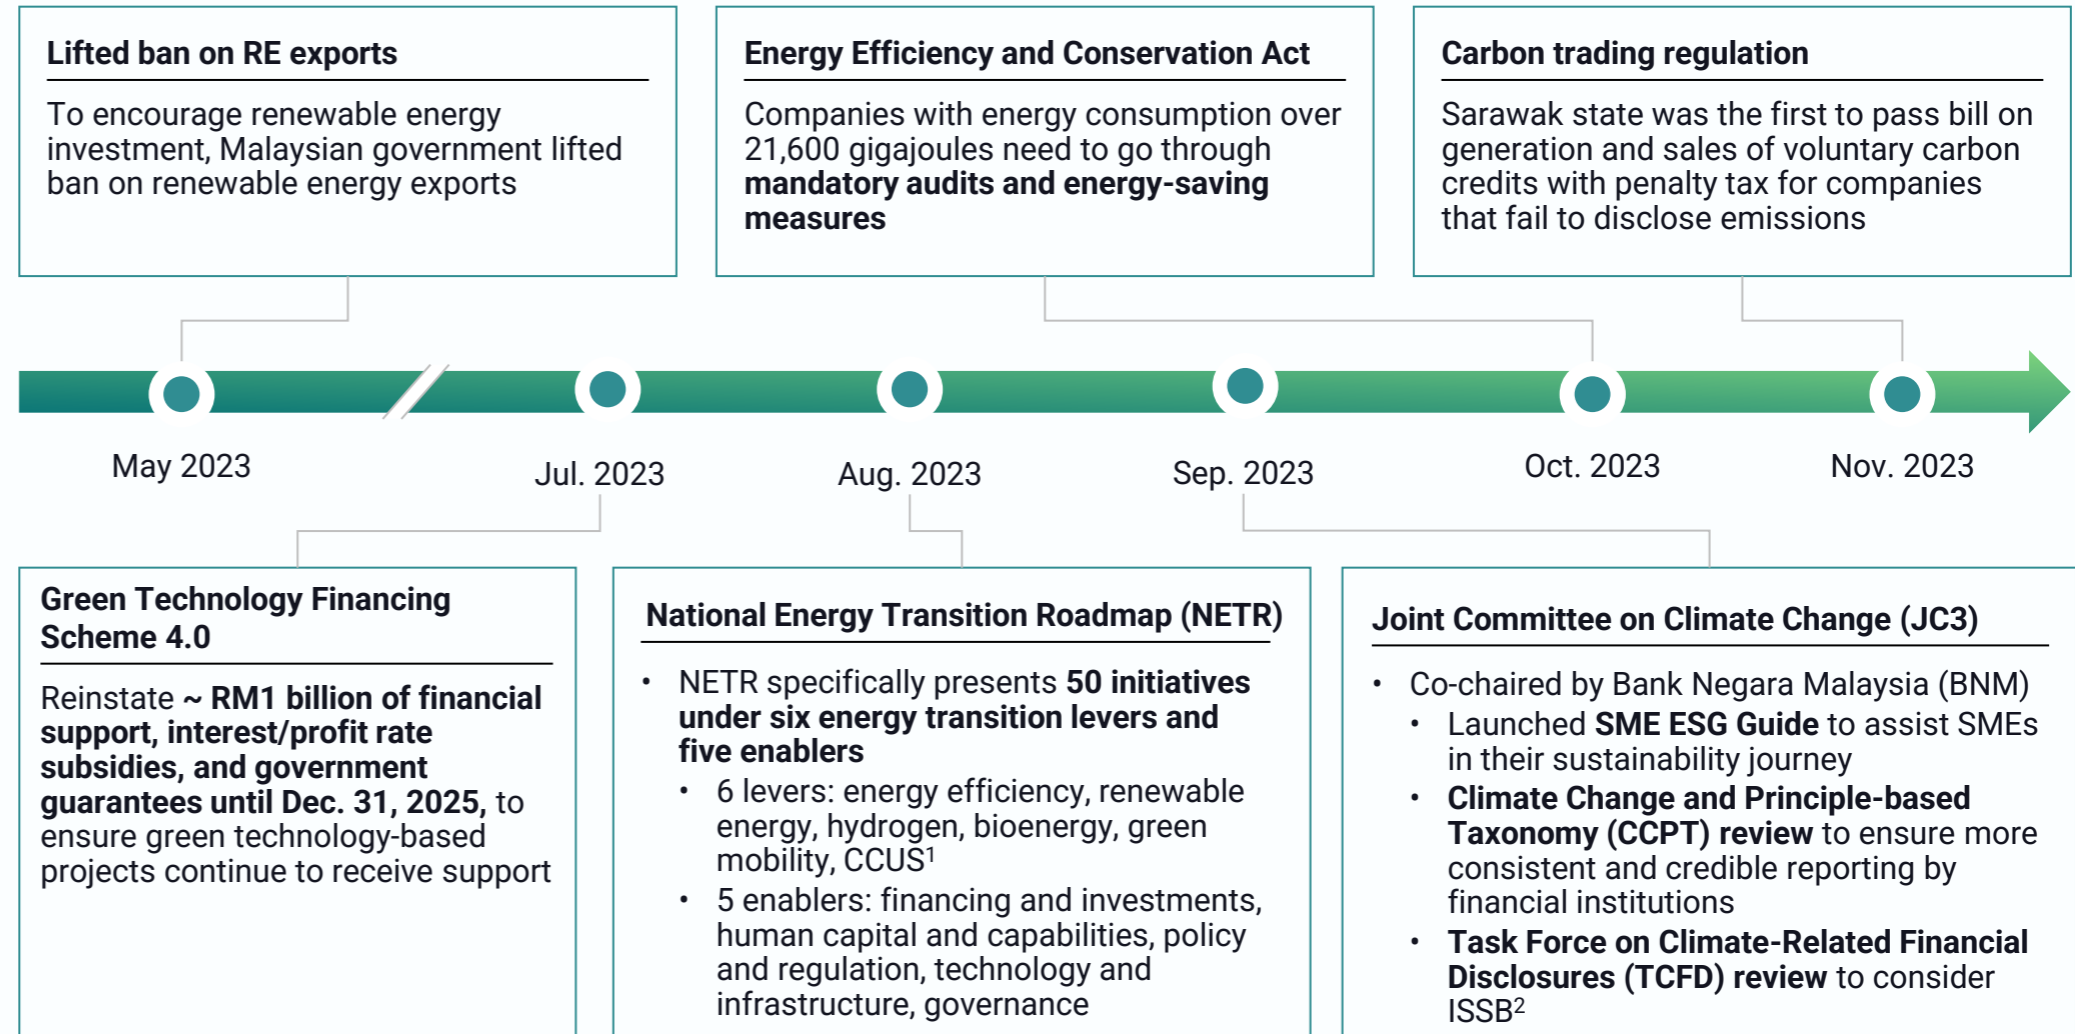 Lifted ban on RE exports
To encourage renewable energy
investment, Malaysian government lifted
ban on renewable energy exports
Energy Efficiency and Conservation Act
Companies with energy consumption over
21,600 gigajoules need to go through
mandatory audits and energy-saving
measures
Carbon trading regulation
Sarawak state was the first to pass bill on
generation and sales of voluntary carbon
credits with penalty tax for companies
that fail to disclose emissions
May 2023
Jul. 2023
Aug. 2023
Sep. 2023
Oct. 2023
Nov. 2023
Green Technology Financing
Scheme 4.0
Reinstate ~ RM1 billion of financial
support, interest/profit rate
subsidies, and government
guarantees until Dec. 31, 2025, to
ensure green technology-based
projects continue to receive support
National Energy Transition Roadmap (NETR)
• NETR specifically presents 50 initiatives
under six energy transition levers and
five enablers
• 6 levers: energy efficiency, renewable
energy, hydrogen, bioenergy, green
mobility, CCUS¹
• 5 enablers: financing and investments,
human capital and capabilities, policy
and regulation, technology and
infrastructure, governance
Joint Committee on Climate Change (JC3)
• Co-chaired by Bank Negara Malaysia (BNM)
• Launched SME ESG Guide to assist SMEs
in their sustainability journey
• Climate Change and Principle-based
Taxonomy (CCPT) review to ensure more
consistent and credible reporting by
financial institutions
• Task Force on Climate-Related Financial
Disclosures (TCFD) review to consider
ISSB²